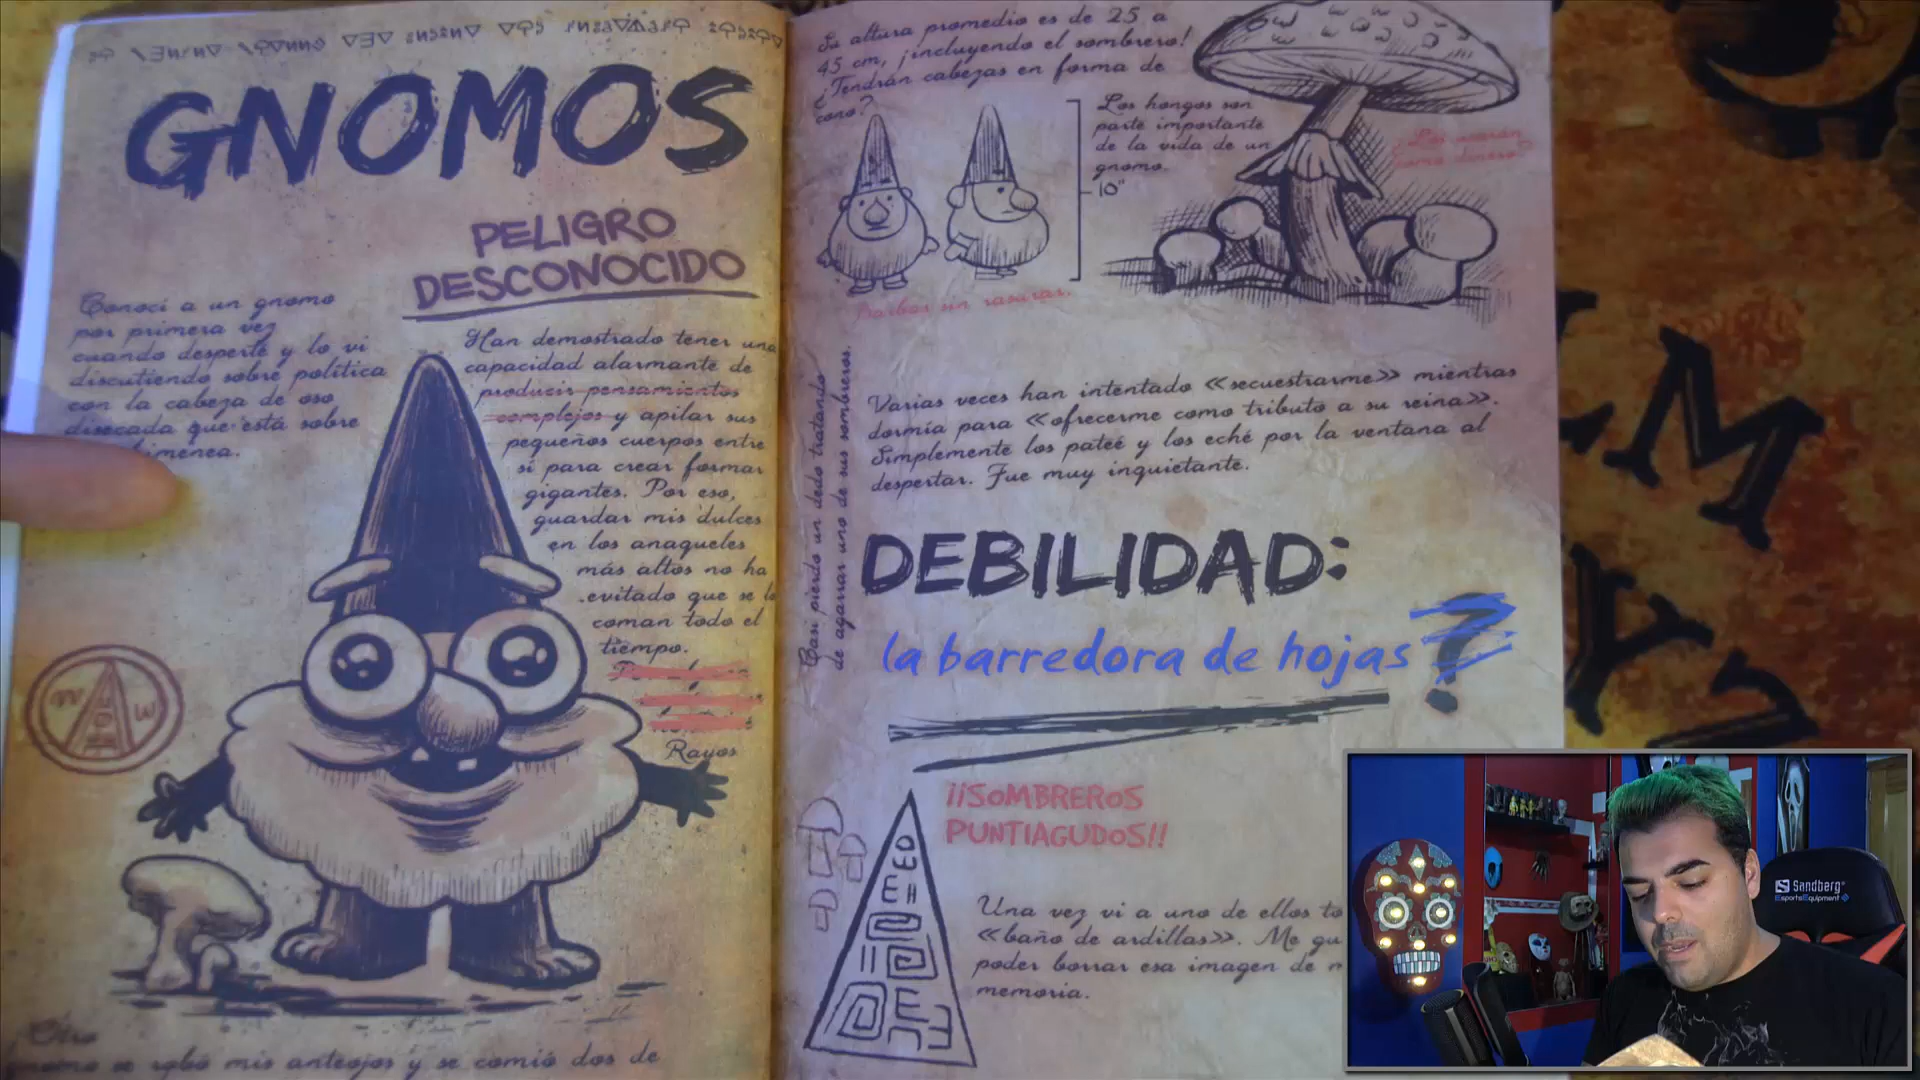 GNOMOS
PELIGRO
DESCONOCIDO
Conocí a un gnomo
por primera vez
cuando desperté y lo vi
discutiendo sobre política
con la cabeza de oso
disecada que está sobre
Han demostrado tener una
capacidad alarmante de
producir pensamientos
complejos y apilar sus
pequeños cuerpos entre
sí para crear formas
gigantes. Por eso,
guardar mis dulces
en los anaqueles
más altos no ha
evitado que se lo
coman todo el
tiempo.
Rayos
Otro
gnomo se robó mis anteojos y se comió dos de
Su altura promedio es de 25 a
45 cm, ¡incluyendo el sombrero!
¿Tendrán cabezas en forma de
cono?
Los hongos son
parte importante
de la vida de un
gnomo.
10"
¿Los usarán
como dinero?
Barbas sin rasurar.
Casi pierdo un dedo tratando
de agarrar uno de sus sombreros.
Varias veces han intentado «secuestrarme» mientras
dormía para «ofrecerme como tributo a su reina».
Simplemente los pateé y los eché por la ventana al
despertar. Fue muy inquietante.
DEBILIDAD:
la barredora de hojas ?
¡¡SOMBREROS
PUNTIAGUDOS!!
Una vez vi a uno de ellos to
«baño de ardillas». Me gu
poder borrar esa imagen de m
memoria.
Sandberg
Esports Equipment